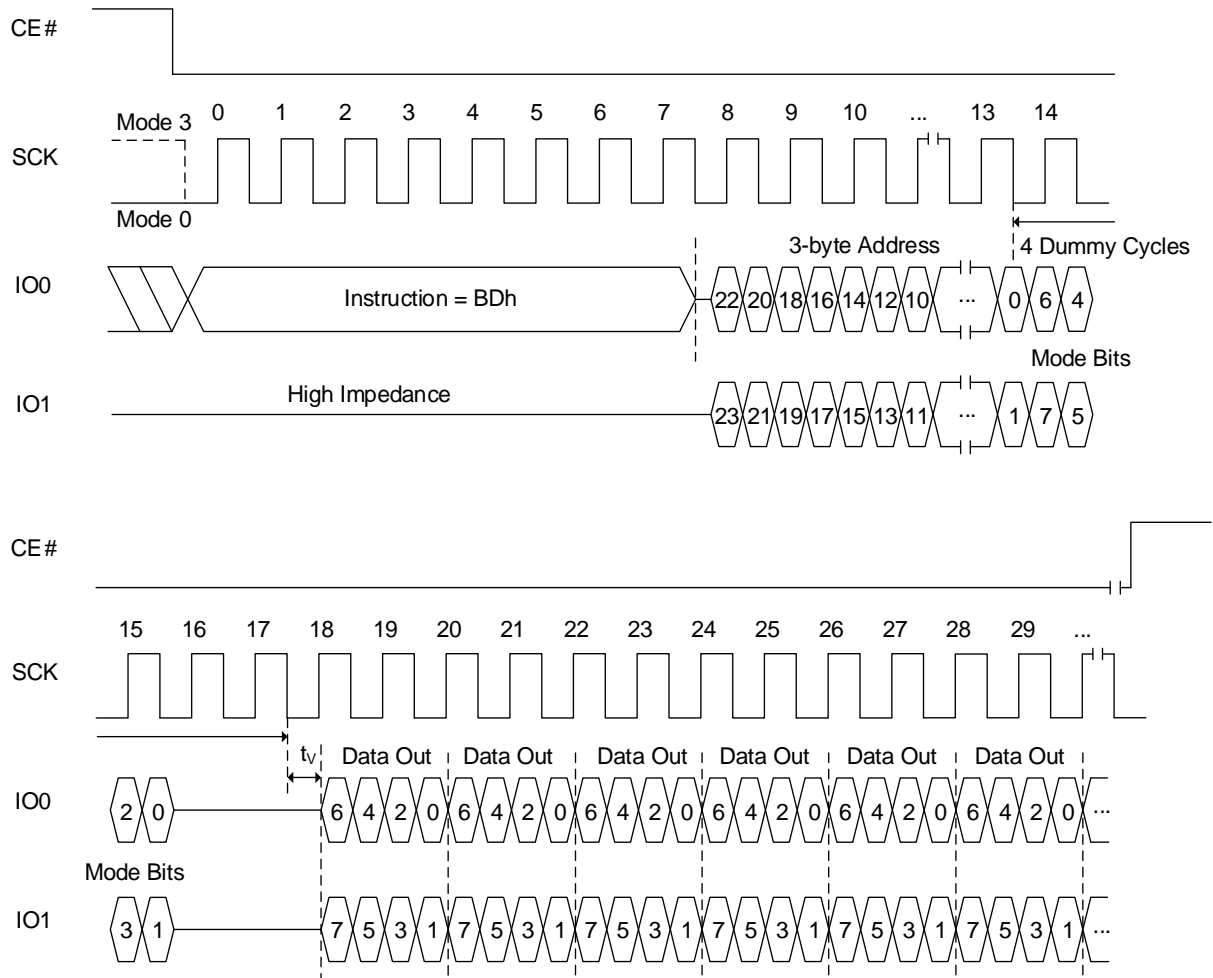 CE#
0 1 2 3 4 5 6 7 8 9 10 ... 13 14
Mode 3
SCK
Mode 0
3-byte Address 4 Dummy Cycles
IO0 Instruction = BDh 22 20 18 16 14 12 10 ... 0 6 4
Mode Bits
IO1 High Impedance 23 21 19 17 15 13 11 ... 1 7 5
CE#
15 16 17 18 19 20 21 22 23 24 25 26 27 28 29 ...
SCK
tV Data Out Data Out Data Out Data Out Data Out Data Out
IO0 2 0 6 4 2 0 6 4 2 0 6 4 2 0 6 4 2 0 6 4 2 0 6 4 2 0 ...
Mode Bits
IO1 3 1 7 5 3 1 7 5 3 1 7 5 3 1 7 5 3 1 7 5 3 1 7 5 3 1 ...